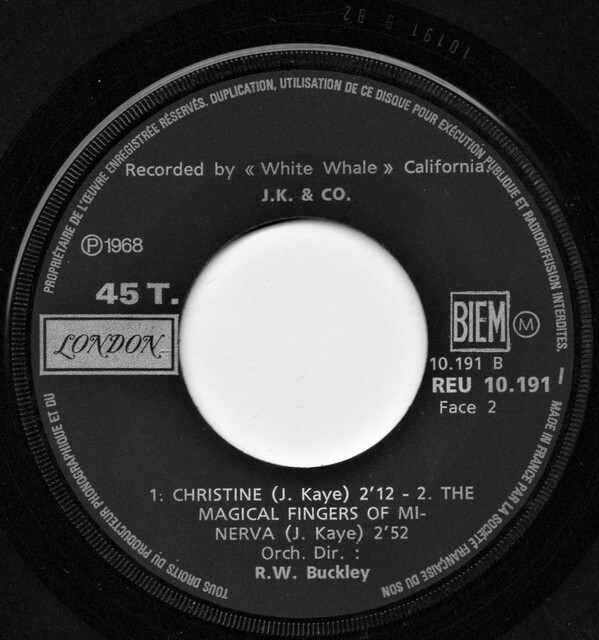 10191 B B2
PROPRIÉTAIRE DE L'ŒUVRE ENREGISTRÉE RÉSERVÉS. DUPLICATION, UTILISATION DE CE DISQUE POUR EXÉCUTION PUBLIQUE ET RADIODIFFUSION INTERDITES.
Recorded by « White Whale » California.
J.K. & CO.
Ⓟ1968
45 T.
LONDON
BIEM Ⓜ
10.191 B
REU 10.191
Face 2
1: CHRISTINE (J. Kaye) 2'12 - 2. THE
MAGICAL FINGERS OF MI-
NERVA (J. Kaye) 2'52
Orch. Dir. :
R.W. Buckley
TOUS DROITS DU PRODUCTEUR PHONOGRAPHIQUE ET DU
MADE IN FRANCE PAR LA SOCIÉTÉ FRANÇAISE DU SON